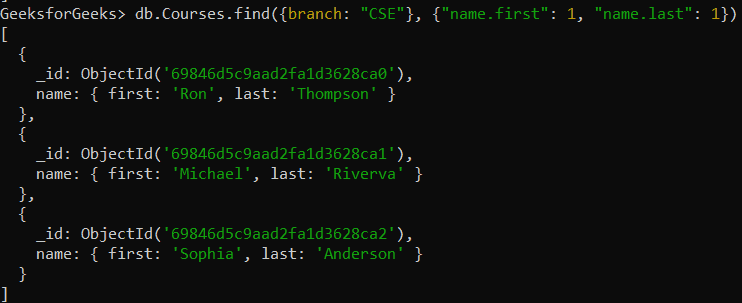 GeeksforGeeks> db.Courses.find({branch: "CSE"}, {"name.first": 1, "name.last": 1})
[
  {
    _id: ObjectId('69846d5c9aad2fa1d3628ca0'),
    name: { first: 'Ron', last: 'Thompson' }
  },
  {
    _id: ObjectId('69846d5c9aad2fa1d3628ca1'),
    name: { first: 'Michael', last: 'Riverva' }
  },
  {
    _id: ObjectId('69846d5c9aad2fa1d3628ca2'),
    name: { first: 'Sophia', last: 'Anderson' }
  }
]